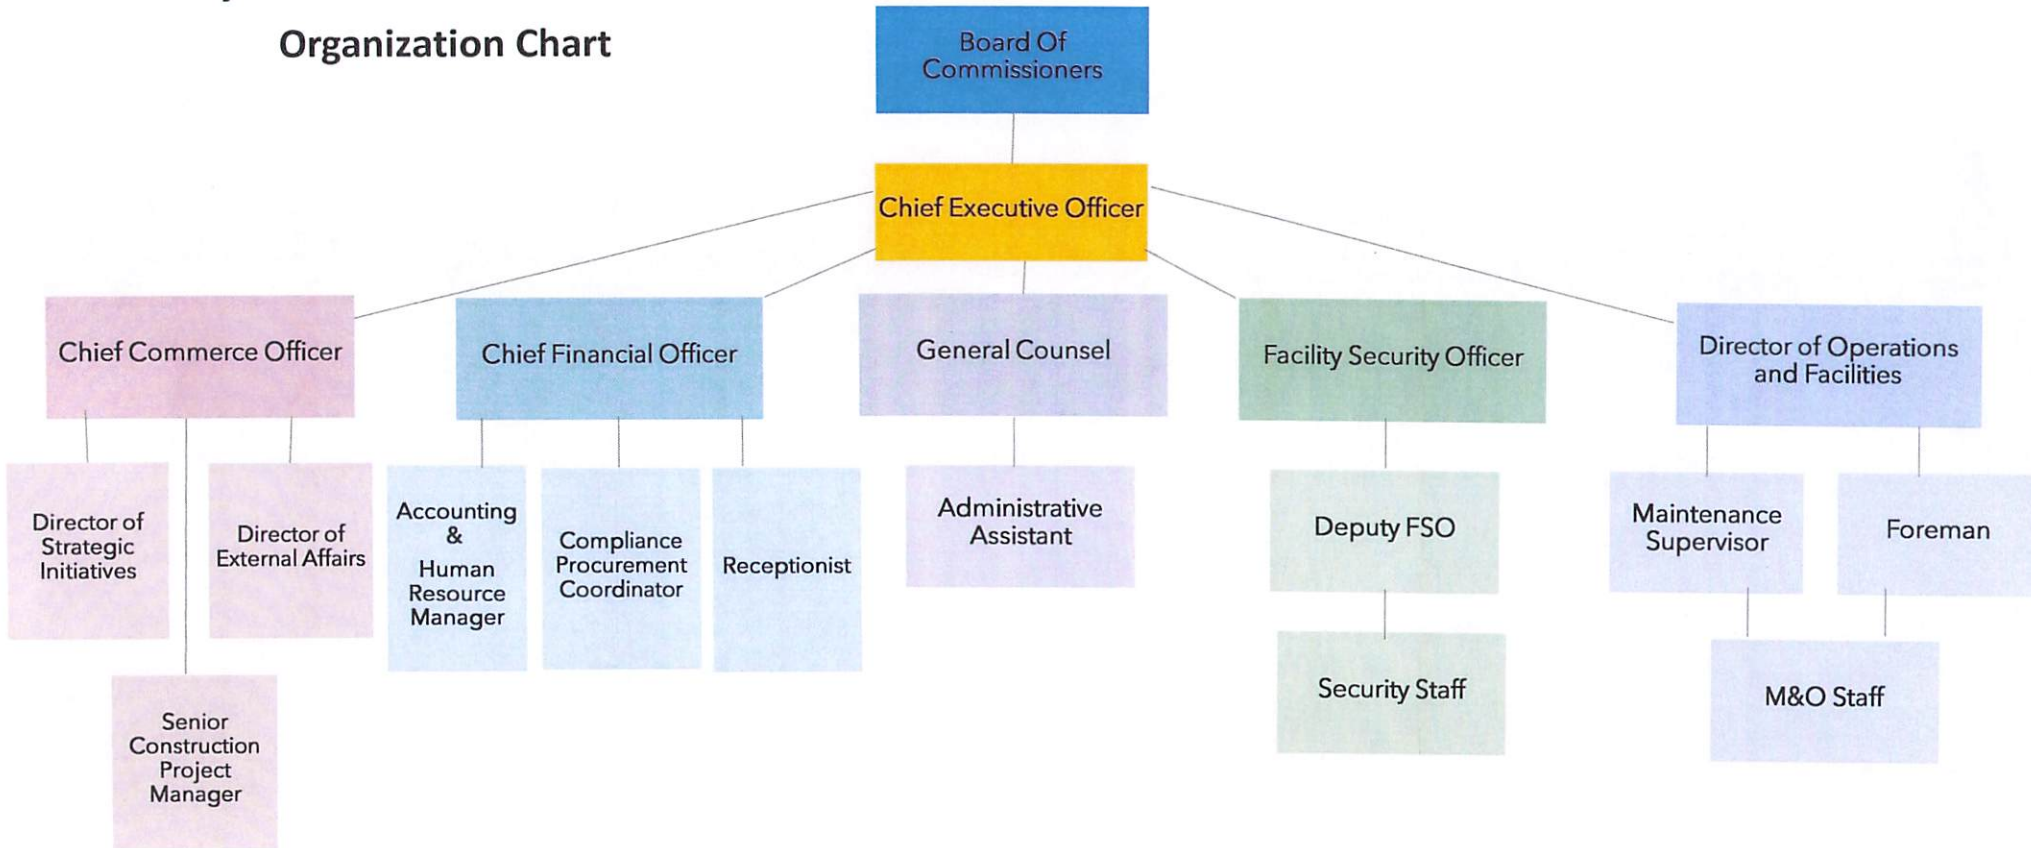 Organization Chart
Board Of
Commissioners
Chief Executive Officer
Chief Commerce Officer
Chief Financial Officer
General Counsel
Facility Security Officer
Director of Operations
and Facilities
Director of
Strategic
Initiatives
Director of
External Affairs
Senior
Construction
Project
Manager
Accounting
&
Human
Resource
Manager
Compliance
Procurement
Coordinator
Receptionist
Administrative
Assistant
Deputy FSO
Security Staff
Maintenance
Supervisor
Foreman
M&O Staff